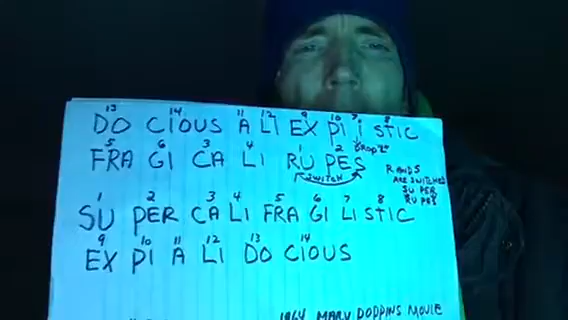 13 14 11 12 9 10 7 8
DO CIOUS A LI EX PI i STIC
5 6 3 4 1 2 DROP "L"
FRA GI CA LI RU PES
SWITCH
R AND S
ARE SWITCHED
SU PER
RU PES
1 2 3 4 5 6 7 8
SU PER CA LI FRA GI LI STIC
9 10 11 12 13 14
EX PI A LI DO CIOUS
1964 MARY POPPINS MOVIE